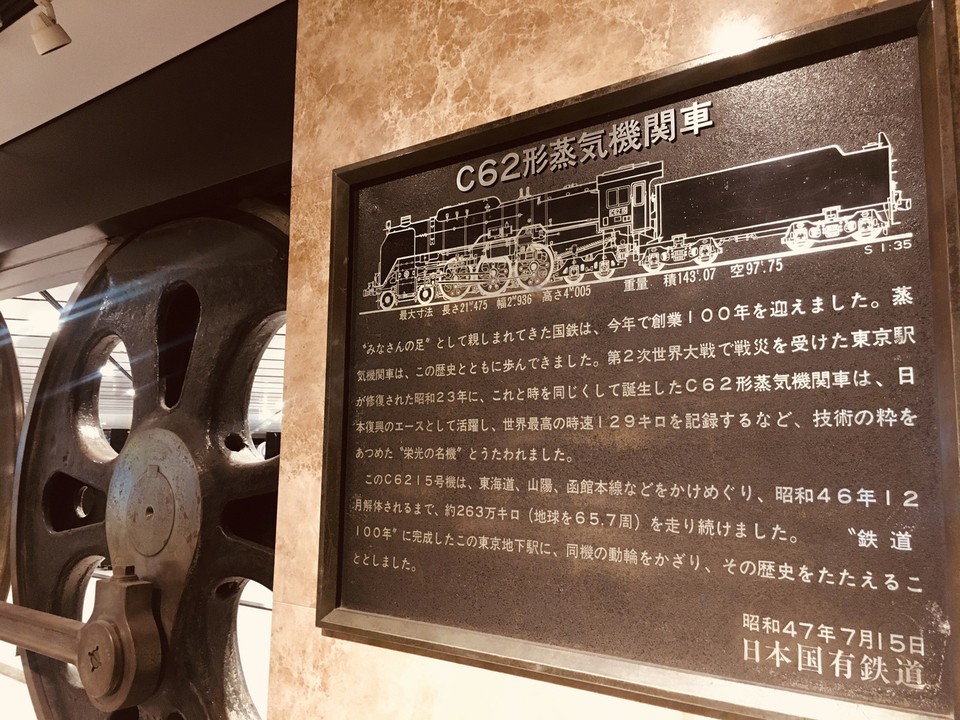 C62形蒸気機関車
S 1:35
最大寸法 長さ21M475 幅2M936 高さ4M005 重量 積143T.07 空97T.75
〝みなさんの足〟として親しまれてきた国鉄は、今年で創業100年を迎えました。蒸
気機関車は、この歴史とともに歩んできました。第2次世界大戦で戦災を受けた東京駅
が修復された昭和23年に、これと時を同じくして誕生したC62形蒸気機関車は、日
本復興のエースとして活躍し、世界最高の時速129キロを記録するなど、技術の粋を
あつめた〝栄光の名機〟とうたわれました。
このC6215号機は、東海道、山陽、函館本線などをかけめぐり、昭和46年12
月解体されるまで、約263万キロ(地球を65.7周)を走り続けました。 〝鉄道
100年〟に完成したこの東京地下駅に、同機の動輪をかざり、その歴史をたたえるこ
ととしました。
昭和47年7月15日
日本国有鉄道